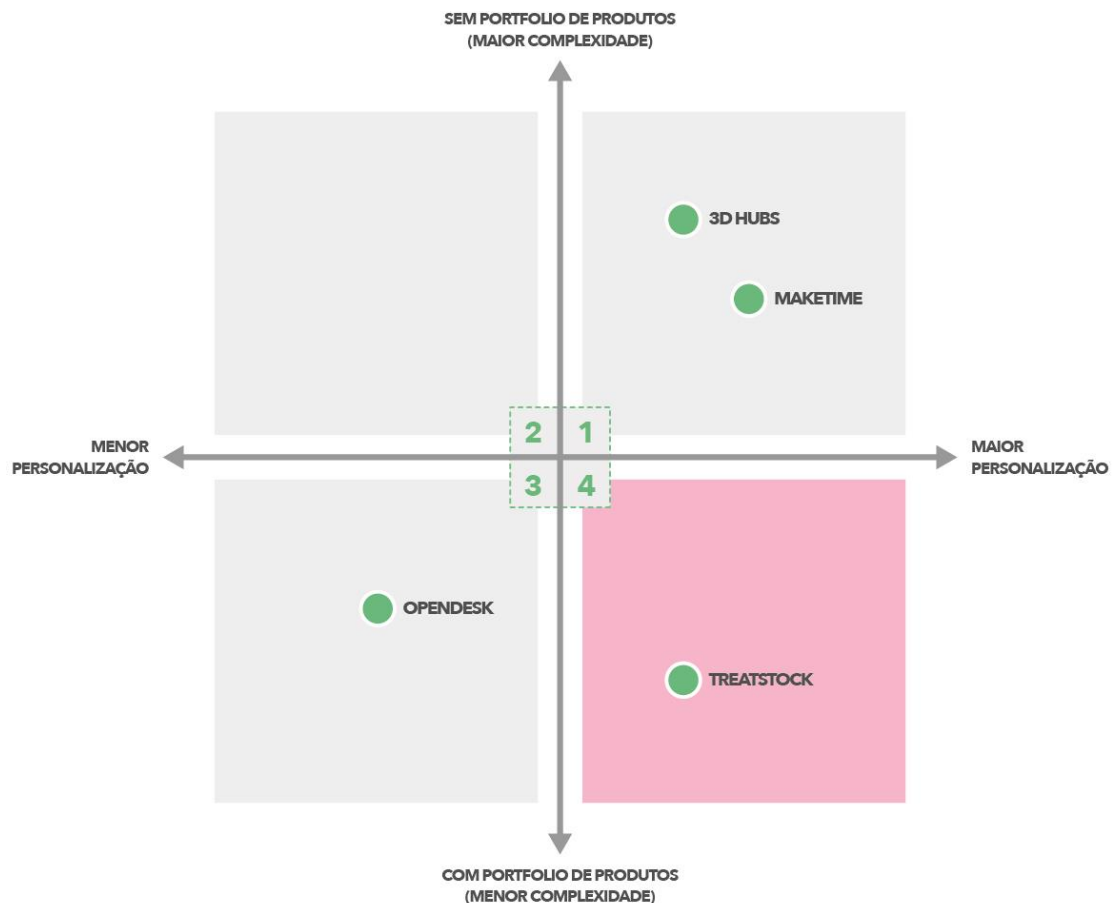 SEM PORTFOLIO DE PRODUTOS
(MAIOR COMPLEXIDADE)
3D HUBS
MAKETIME
2 1
MENOR
PERSONALIZAÇÃO
MAIOR
PERSONALIZAÇÃO
3 4
OPENDESK
TREATSTOCK
COM PORTFOLIO DE PRODUTOS
(MENOR COMPLEXIDADE)